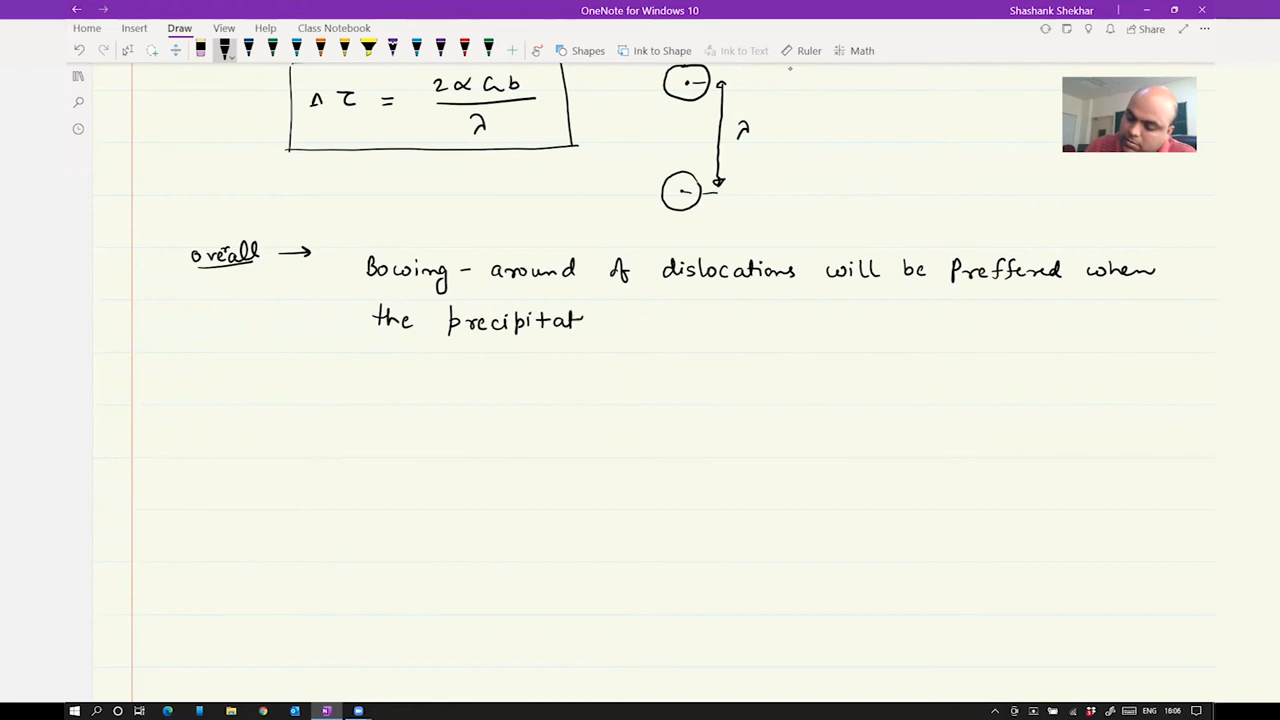 OneNote for Windows 10
Shashank Shekhar
Home Insert Draw View Help Class Notebook
Share
Shapes Ink to Shape Ink to Text Ruler Math
Δτ = 2αGb / λ
λ
overall → Bowing - around of dislocations will be Preffered when
the precipitat
ENG 16:06